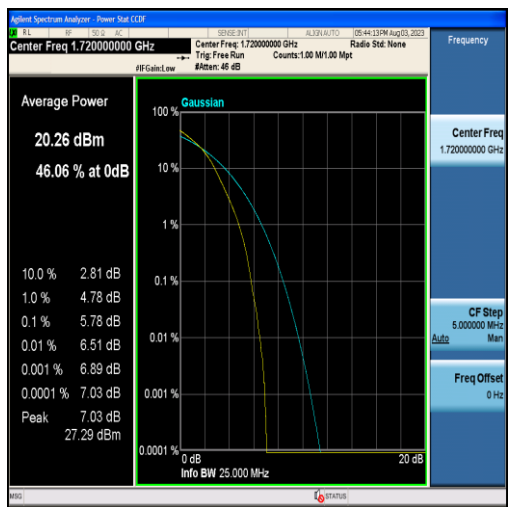 Agilent Spectrum Analyzer - Power Stat CCDF
RL RF 50 Ω AC SENSE:INT ALIGN AUTO 05:44:13 PM Aug 03, 2023
Center Freq 1.720000000 GHz
Center Freq: 1.720000000 GHz Radio Std: None
Trig: Free Run Counts:1.00 M/1.00 Mpt
#IFGain:Low #Atten: 46 dB
Frequency
Average Power
20.26 dBm
46.06 % at 0dB
10.0 % 2.81 dB
1.0 % 4.78 dB
0.1 % 5.78 dB
0.01 % 6.51 dB
0.001 % 6.89 dB
0.0001 % 7.03 dB
Peak 7.03 dB
27.29 dBm
Gaussian
100 %
10 %
1 %
0.1 %
0.01 %
0.001 %
0.0001 %
0 dB 20 dB
Info BW 25.000 MHz
Center Freq
1.720000000 GHz
CF Step
5.000000 MHz
Auto Man
Freq Offset
0 Hz
MSG STATUS